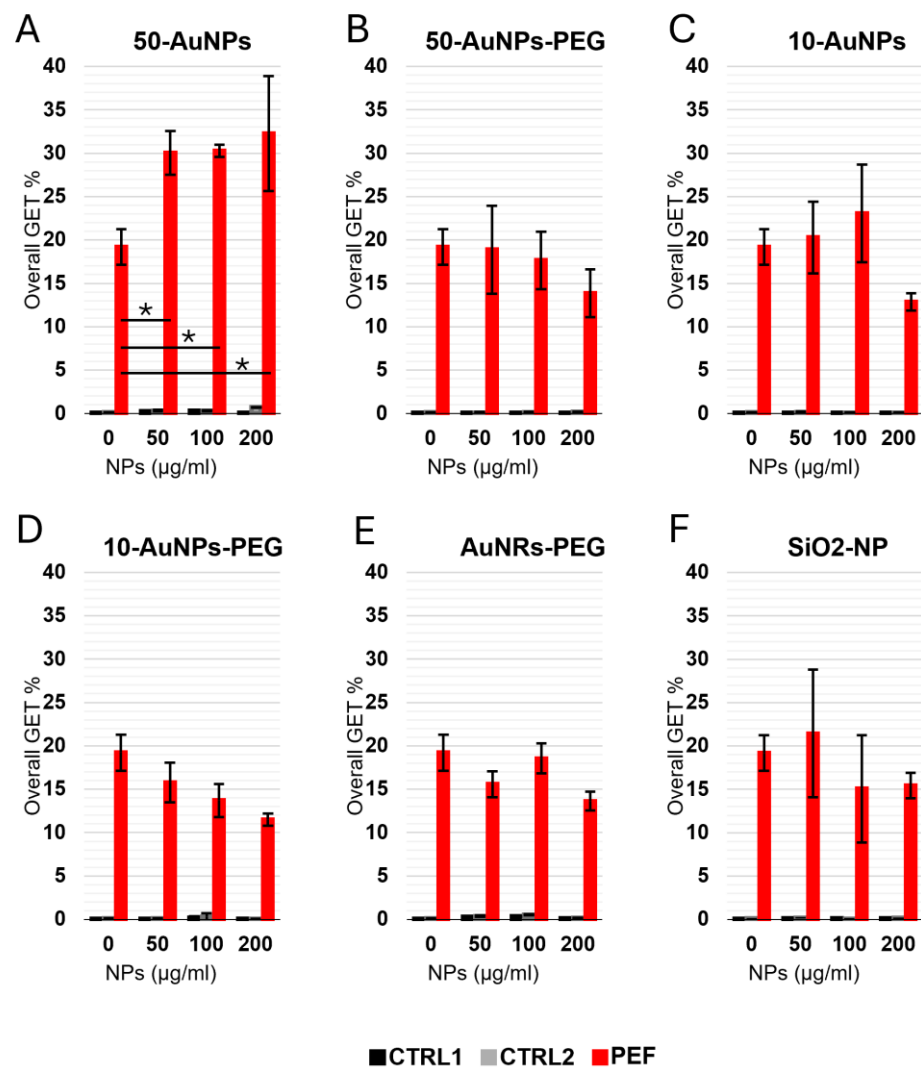 A
50-AuNPs
Overall GET %
40
35
30
25
20
15
10
5
0
*
*
*
0 50 100 200
NPs (µg/ml)
B
50-AuNPs-PEG
Overall GET %
40
35
30
25
20
15
10
5
0
0 50 100 200
NPs (µg/ml)
C
10-AuNPs
Overall GET %
40
35
30
25
20
15
10
5
0
0 50 100 200
NPs (µg/ml)
D
10-AuNPs-PEG
Overall GET %
40
35
30
25
20
15
10
5
0
0 50 100 200
NPs (µg/ml)
E
AuNRs-PEG
Overall GET %
40
35
30
25
20
15
10
5
0
0 50 100 200
NPs (µg/ml)
F
SiO2-NP
Overall GET %
40
35
30
25
20
15
10
5
0
0 50 100 200
NPs (µg/ml)
CTRL1 CTRL2 PEF